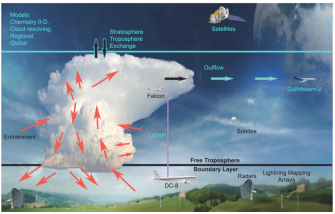 Models:
Chemistry 0-D,
Cloud resolving,
Regional,
Global
Stratosphere
Troposphere
Exchange
Satellites
Outflow
Falcon
Gulfstream-V
Entrainment
LIDAR
Sondes
Free Troposphere
Boundary Layer
DC-8
Radars
Lightning Mapping
Arrays